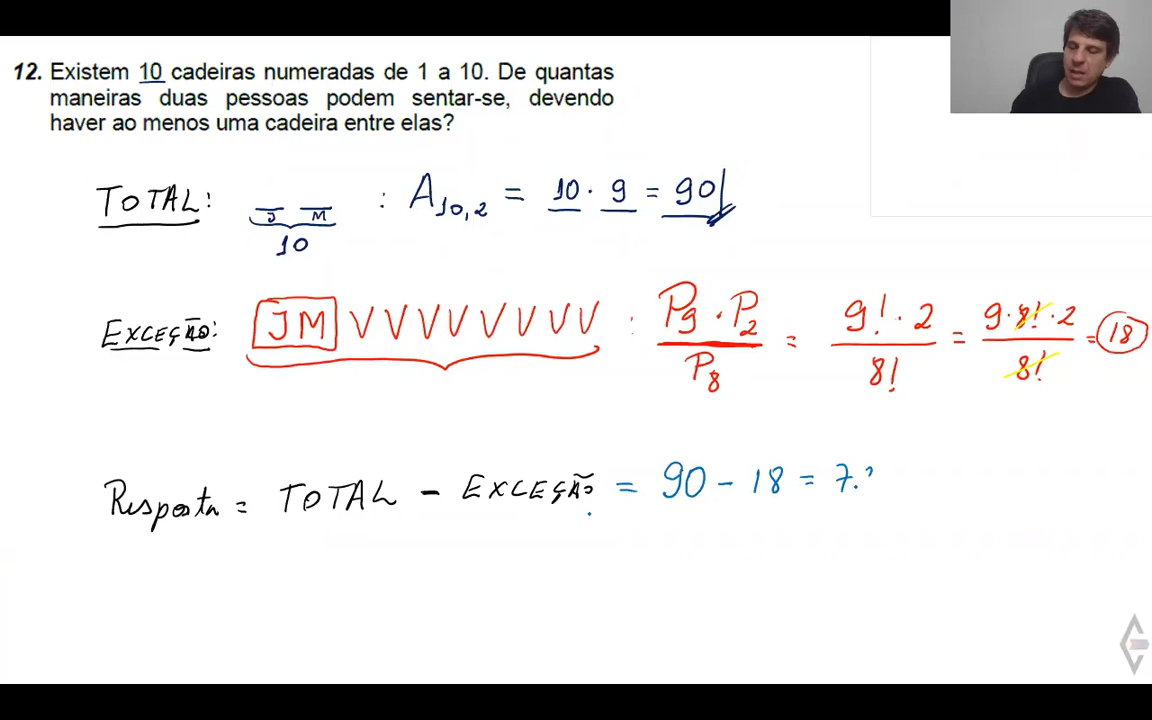 12. Existem 10 cadeiras numeradas de 1 a 10. De quantas
maneiras duas pessoas podem sentar-se, devendo
haver ao menos uma cadeira entre elas?
TOTAL: J M : A10,2 = 10 · 9 = 90
10
EXCEÇÃO: JM VVVVVVVV : P9 · P2 / P8 = 9! · 2 / 8! = 9 · 8! · 2 / 8! = 18
Resposta = TOTAL - EXCEÇÃO = 90 - 18 = 7